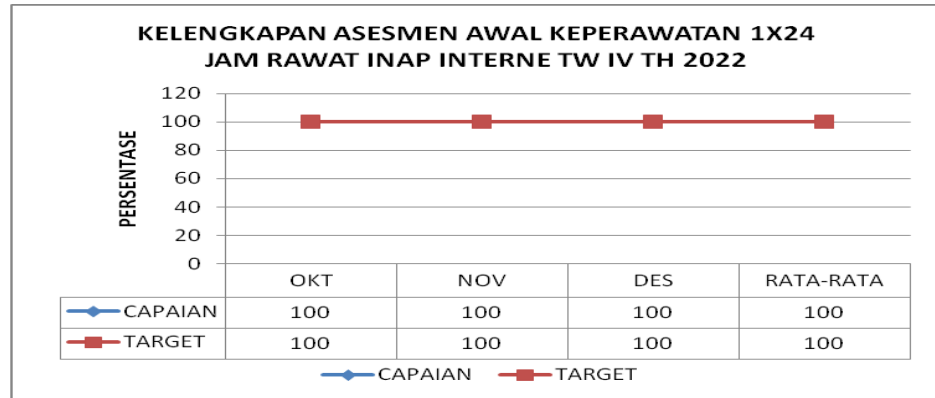 KELENGKAPAN ASESMEN AWAL KEPERAWATAN 1X24
JAM RAWAT INAP INTERNE TW IV TH 2022
PERSENTASE
120
100
80
60
40
20
0
OKT NOV DES RATA-RATA
CAPAIAN 100 100 100 100
TARGET 100 100 100 100
CAPAIAN TARGET